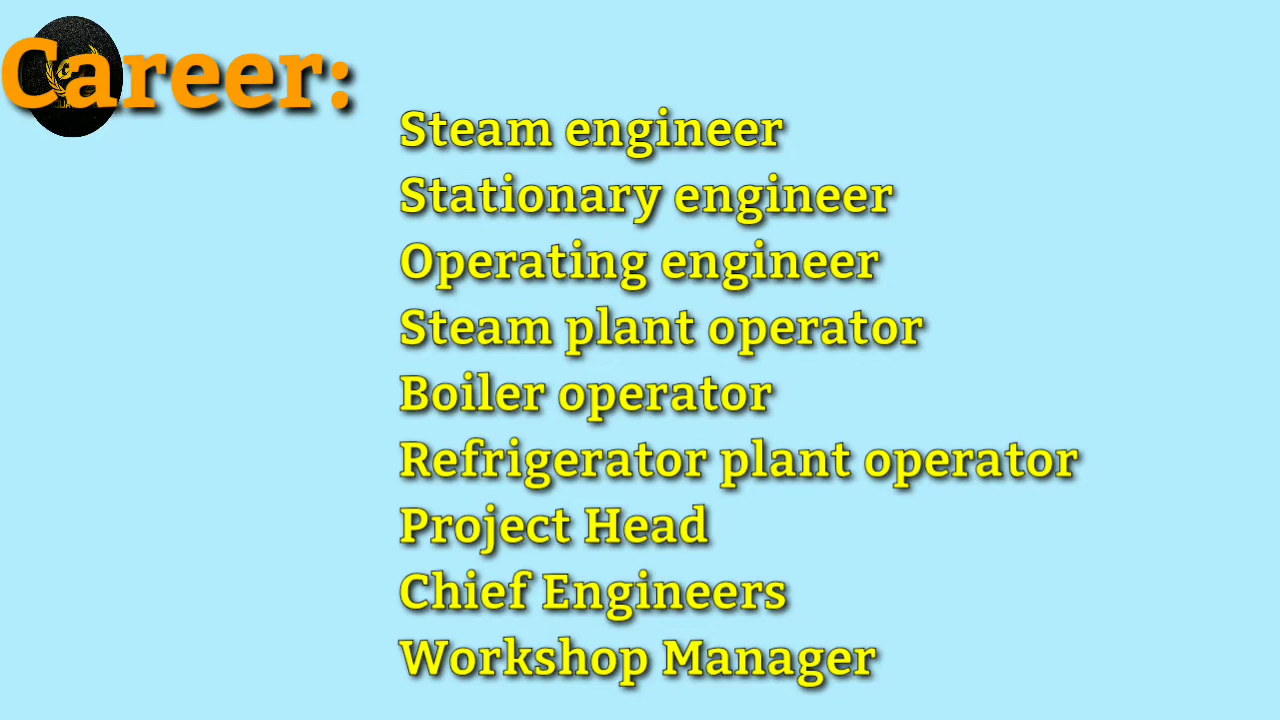 Career:
Steam engineer
Stationary engineer
Operating engineer
Steam plant operator
Boiler operator
Refrigerator plant operator
Project Head
Chief Engineers
Workshop Manager